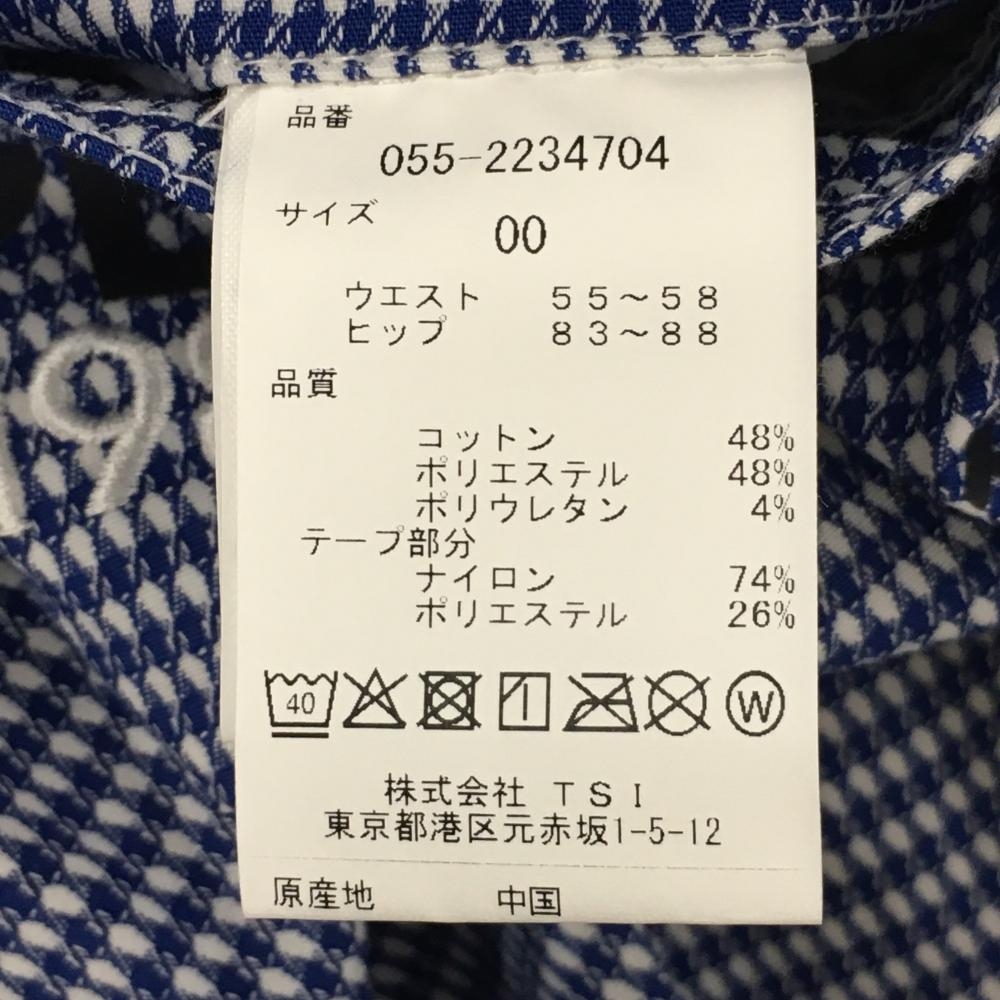 品番
055-2234704
サイズ
00
ウエスト 55～58
ヒップ 83～88
品質
コットン 48%
ポリエステル 48%
ポリウレタン 4%
テープ部分
ナイロン 74%
ポリエステル 26%
40
W
株式会社 TSI
東京都港区元赤坂1-5-12
原産地 中国